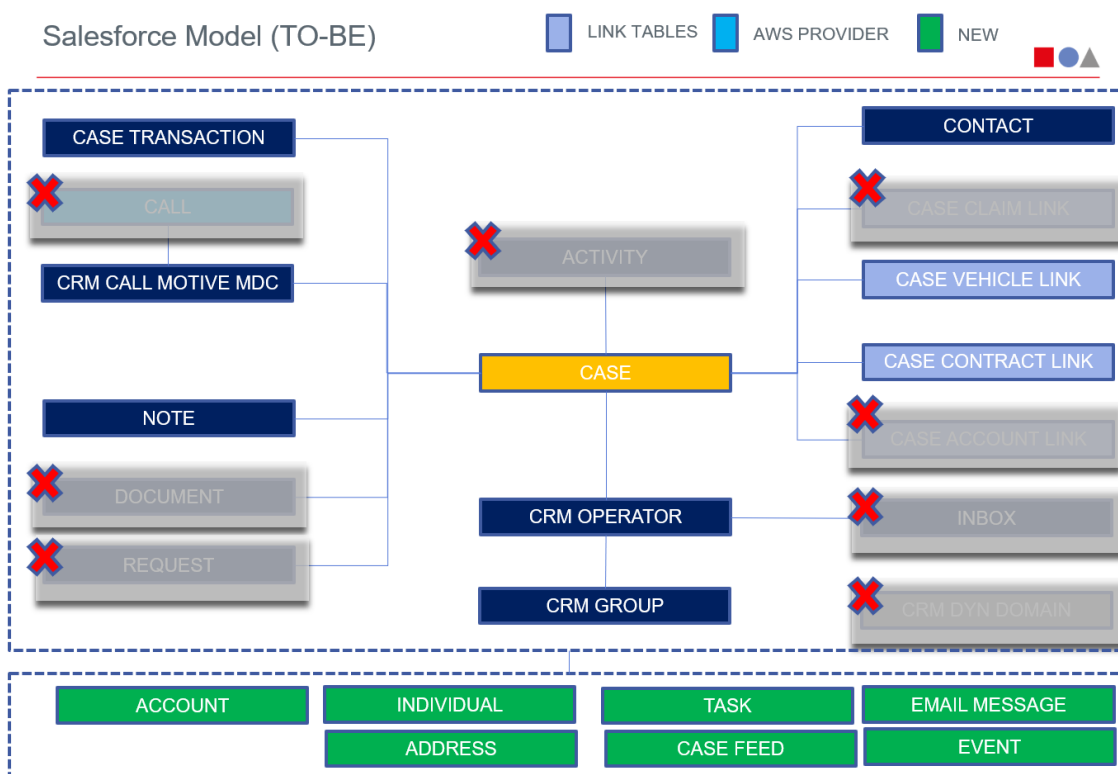 Salesforce Model (TO-BE)
LINK TABLES
AWS PROVIDER
NEW
CASE TRANSACTION
CALL
CRM CALL MOTIVE MDC
NOTE
DOCUMENT
REQUEST
ACTIVITY
CASE
CRM OPERATOR
CRM GROUP
CONTACT
CASE CLAIM LINK
CASE VEHICLE LINK
CASE CONTRACT LINK
CASE ACCOUNT LINK
INBOX
CRM DYN DOMAIN
ACCOUNT
INDIVIDUAL
TASK
EMAIL MESSAGE
ADDRESS
CASE FEED
EVENT